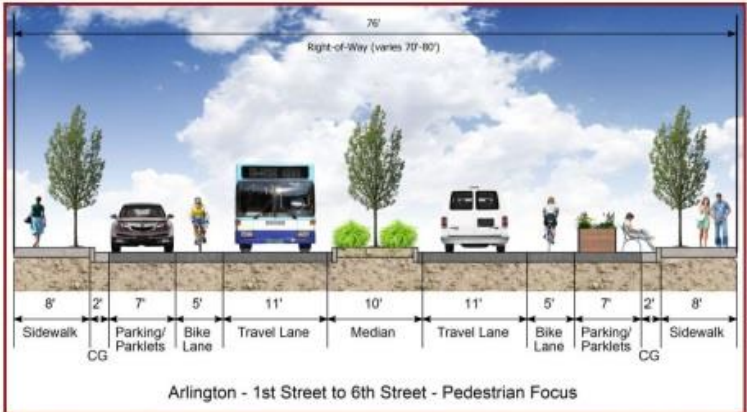 76'
Right-of-Way (varies 70'-80')
8' 2' 7' 5' 11' 10' 11' 5' 7' 2' 8'
Sidewalk CG Parking/ Parklets Bike Lane Travel Lane Median Travel Lane Bike Lane Parking/ Parklets CG Sidewalk
Arlington - 1st Street to 6th Street - Pedestrian Focus